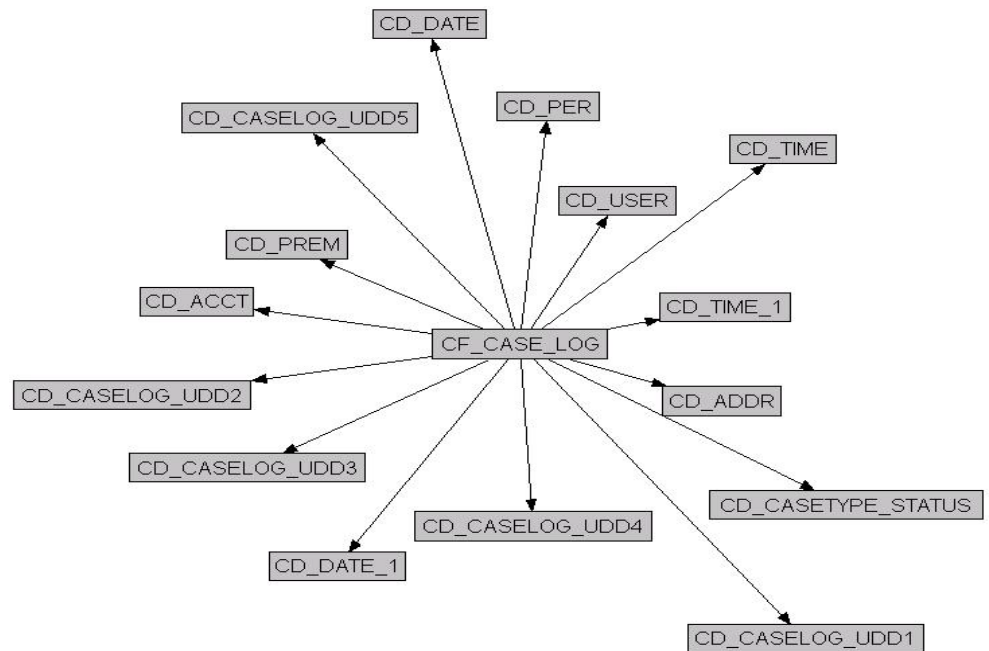 CD_DATE
CD_PER
CD_CASELOG_UDD5
CD_TIME
CD_USER
CD_PREM
CD_ACCT
CD_TIME_1
CF_CASE_LOG
CD_CASELOG_UDD2
CD_ADDR
CD_CASELOG_UDD3
CD_CASETYPE_STATUS
CD_CASELOG_UDD4
CD_DATE_1
CD_CASELOG_UDD1